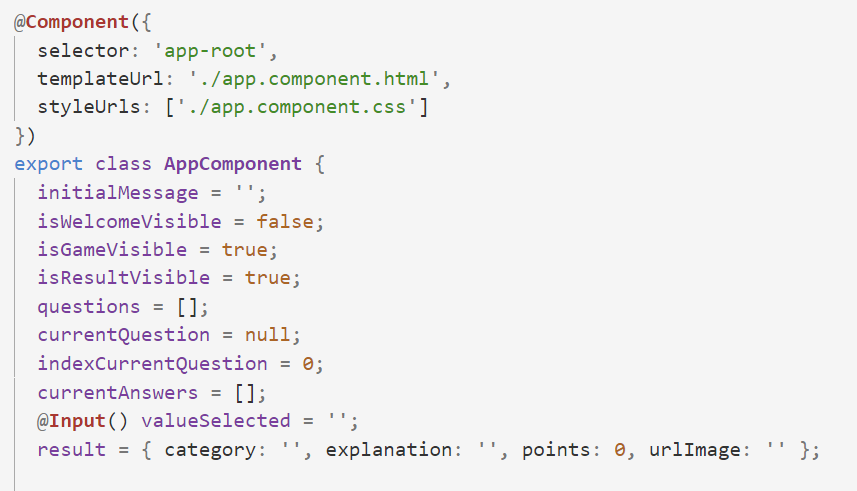 @Component({
  selector: 'app-root',
  templateUrl: './app.component.html',
  styleUrls: ['./app.component.css']
})
export class AppComponent {
  initialMessage = '';
  isWelcomeVisible = false;
  isGameVisible = true;
  isResultVisible = true;
  questions = [];
  currentQuestion = null;
  indexCurrentQuestion = 0;
  currentAnswers = [];
  @Input() valueSelected = '';
  result = { category: '', explanation: '', points: 0, urlImage: '' };